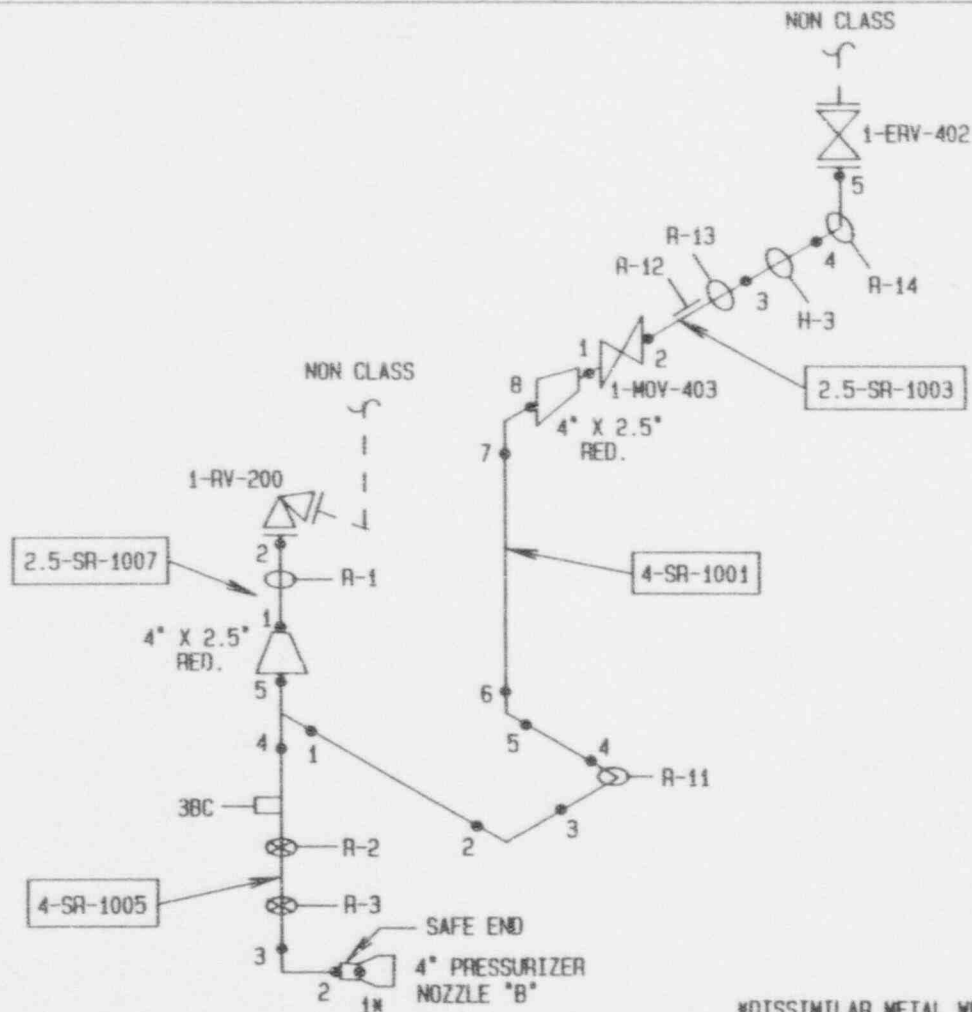 NON CLASS
1-ERV-402
5
R-13
R-12
4
R-14
3
H-3
1
2
NON CLASS
8
1-MOV-403
2.5-SR-1003
4" X 2.5"
RED.
7
1-RV-200
2
2.5-SR-1007
R-1
4-SR-1001
1
4" X 2.5"
RED.
5
6
4
1
5
4
R-11
3BC
3
2
R-2
4-SR-1005
R-3
SAFE END
3
4" PRESSURIZER
NOZZLE "B"
2
1*
*DISSIMILAR METAL